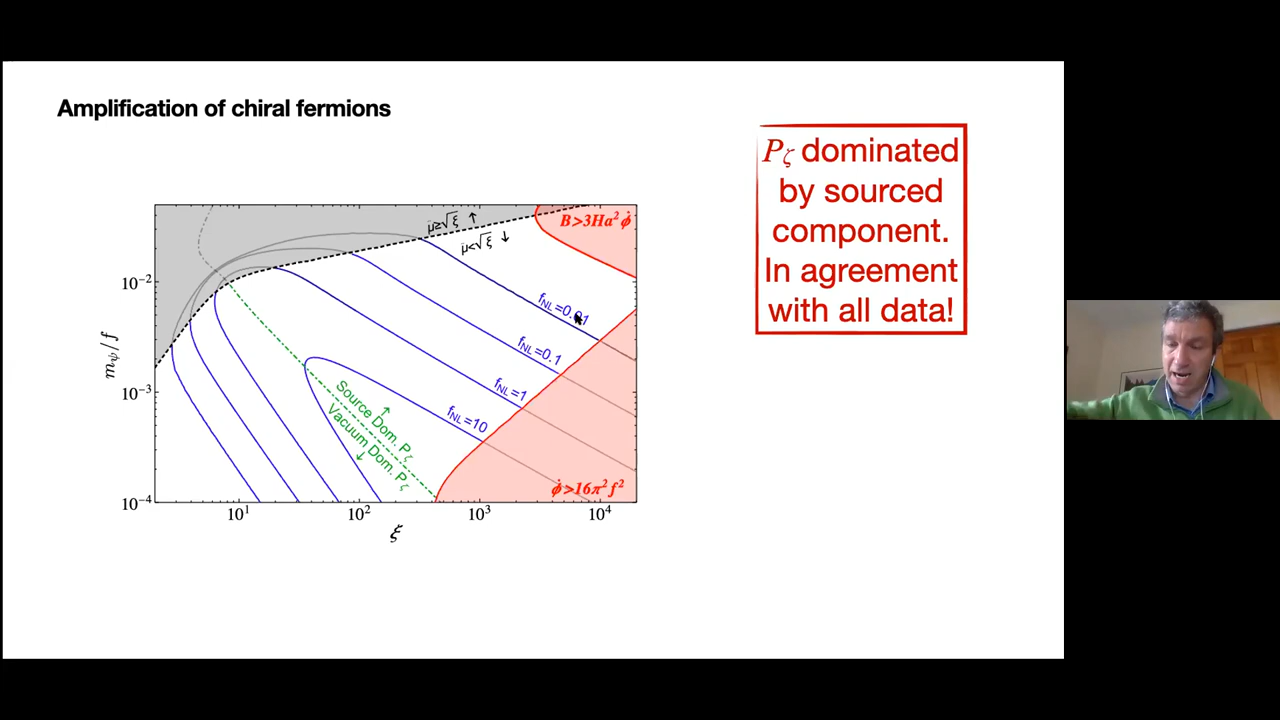 Amplification of chiral fermions
P_ζ dominated
by sourced
component.
In agreement
with all data!
B>3Ha²ϕ̇
μ̃≥√ξ ↑
μ̃<√ξ ↓
10⁻²
10⁻³
10⁻⁴
m_ψ/f
f_NL=0.01
f_NL=0.1
f_NL=1
f_NL=10
Source Dom. P_ζ
Vacuum Dom. P_ζ
ϕ̇>16π²f²
10¹
10²
10³
10⁴
ξ